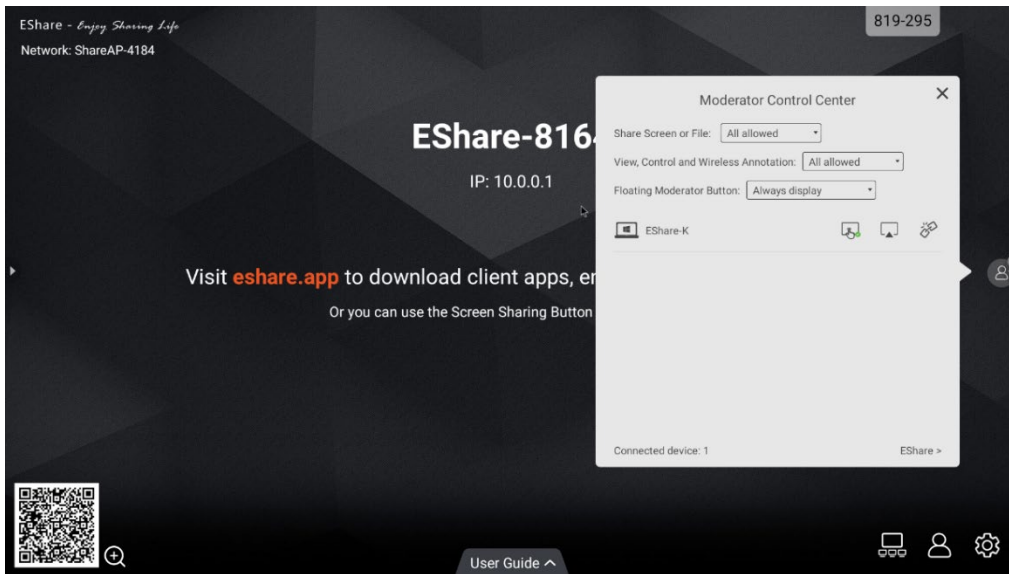 EShare - Enjoy Sharing Life
819-295
Network: ShareAP-4184
Moderator Control Center
Share Screen or File: All allowed
View, Control and Wireless Annotation: All allowed
Floating Moderator Button: Always display
EShare-K
Connected device: 1
EShare >
EShare-816
IP: 10.0.0.1
Visit eshare.app to download client apps,
Or you can use the Screen Sharing Button
User Guide